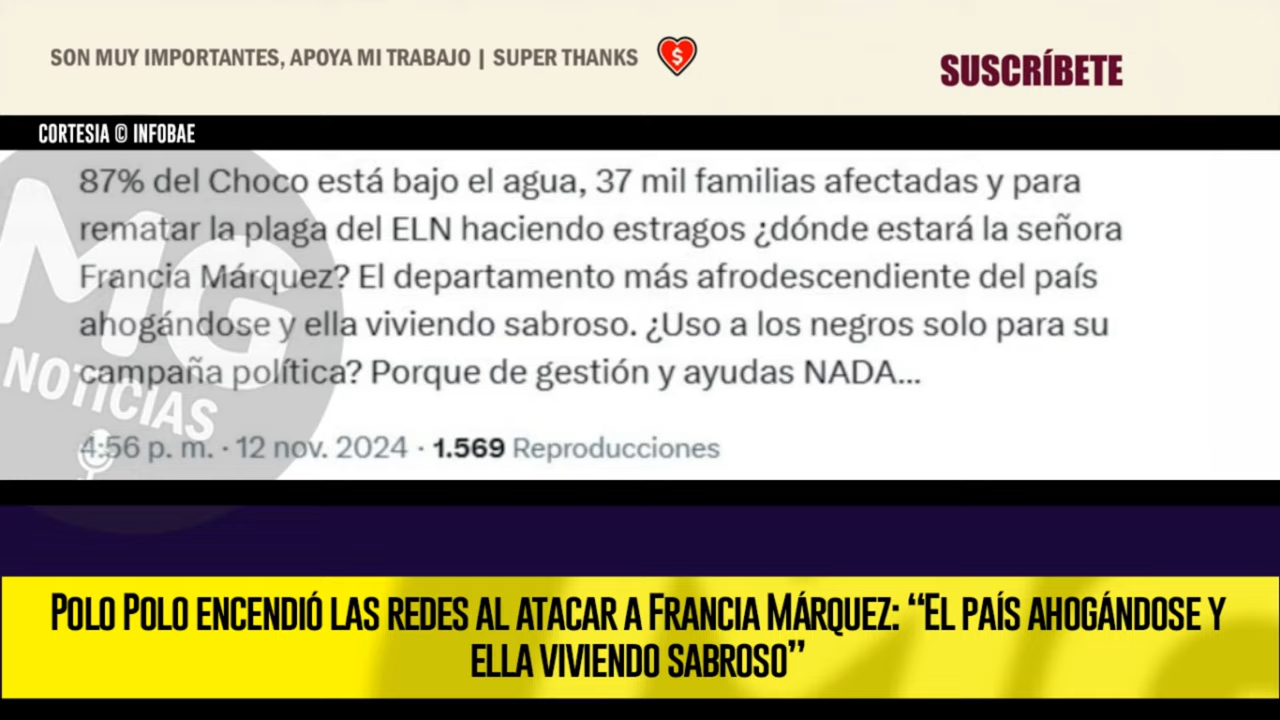 SON MUY IMPORTANTES, APOYA MI TRABAJO | SUPER THANKS $
SUSCRÍBETE
CORTESIA © INFOBAE
87% del Choco está bajo el agua, 37 mil familias afectadas y para
rematar la plaga del ELN haciendo estragos ¿dónde estará la señora
Francia Márquez? El departamento más afrodescendiente del país
ahogándose y ella viviendo sabroso. ¿Uso a los negros solo para su
campaña política? Porque de gestión y ayudas NADA...
4:56 p. m. · 12 nov. 2024 · 1.569 Reproducciones
MG
NOTICIAS
POLO POLO ENCENDIÓ LAS REDES AL ATACAR A FRANCIA MÁRQUEZ: “EL PAÍS AHOGÁNDOSE Y
ELLA VIVIENDO SABROSO”